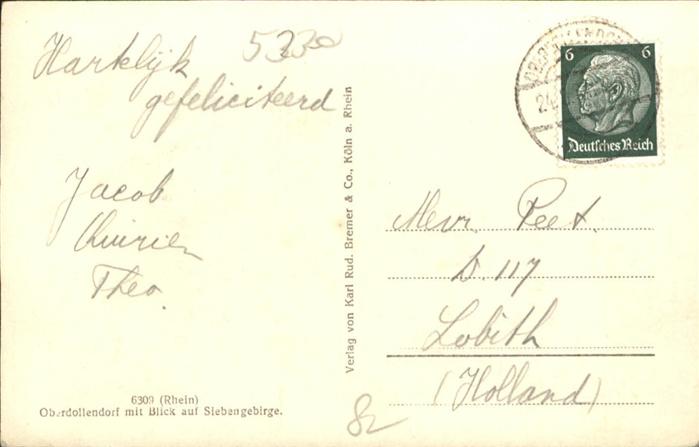 Hartelijk
gefeliciteerd
5330
Jacob
Theo.
6309 (Rhein)
Oberdollendorf mit Blick auf Siebengebirge.
Verlag von Karl Rud. Bremer & Co., Köln a. Rhein
6 6
Deutsches Reich
Mevr. Peet.
D. 117
Lobith
(Holland)
82